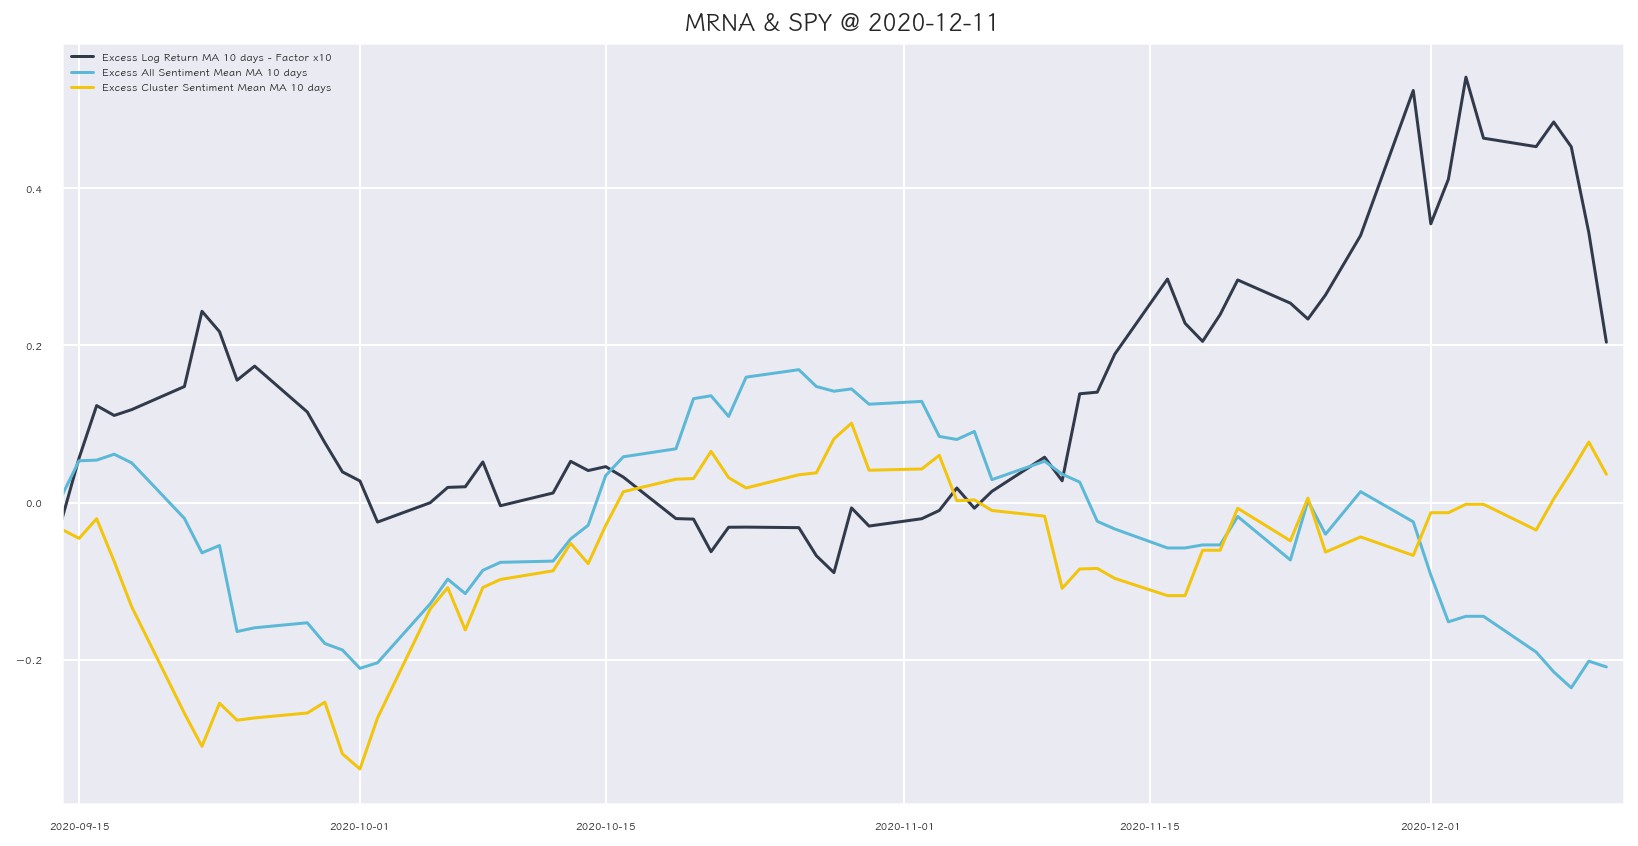 MRNA & SPY @ 2020-12-11
Excess Log Return MA 10 days - Factor x10
Excess All Sentiment Mean MA 10 days
Excess Cluster Sentiment Mean MA 10 days
0.4
0.2
0.0
−0.2
2020-09-15 2020-10-01 2020-10-15 2020-11-01 2020-11-15 2020-12-01